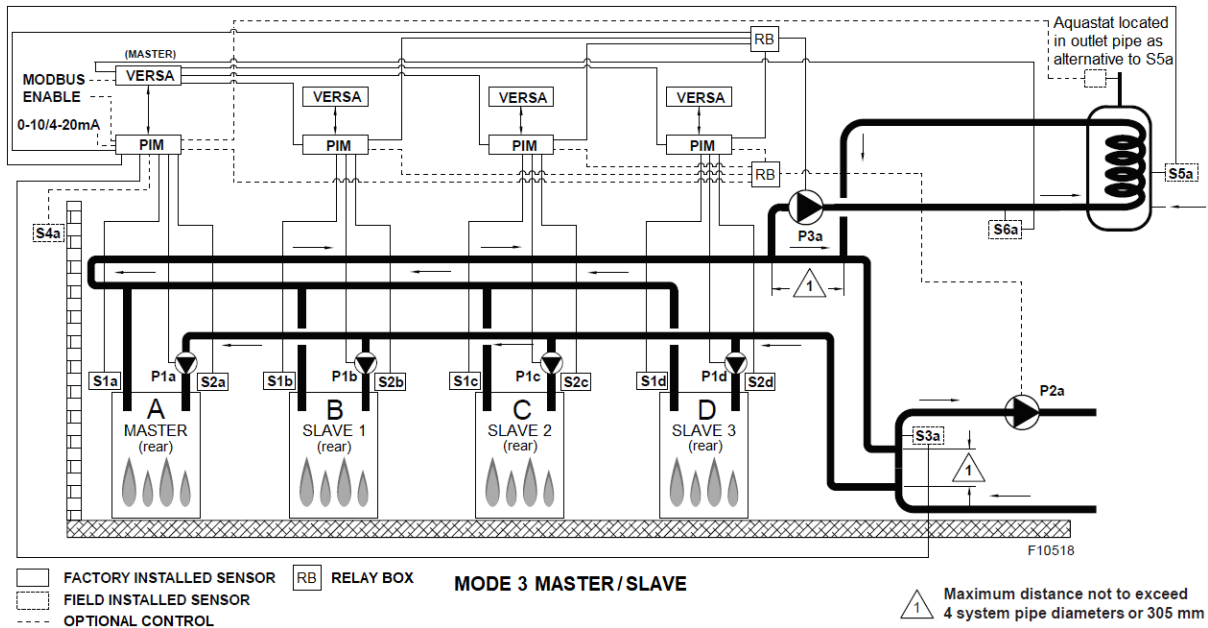 Aquastat located
in outlet pipe as
alternative to S5a
RB
(MASTER)
MODBUS
VERSA
ENABLE
VERSA
VERSA
VERSA
0-10/4-20mA
PIM
PIM
PIM
PIM
RB
S5a
S4a
P3a
S6a
1
P1a
P1b
P1c
P1d
S1a
S2a
S1b
S2b
S1c
S2c
S1d
S2d
P2a
A
MASTER
(rear)
B
SLAVE 1
(rear)
C
SLAVE 2
(rear)
D
SLAVE 3
(rear)
S3a
1
F10518
FACTORY INSTALLED SENSOR
RB RELAY BOX
MODE 3 MASTER / SLAVE
FIELD INSTALLED SENSOR
OPTIONAL CONTROL
1
Maximum distance not to exceed
4 system pipe diameters or 305 mm